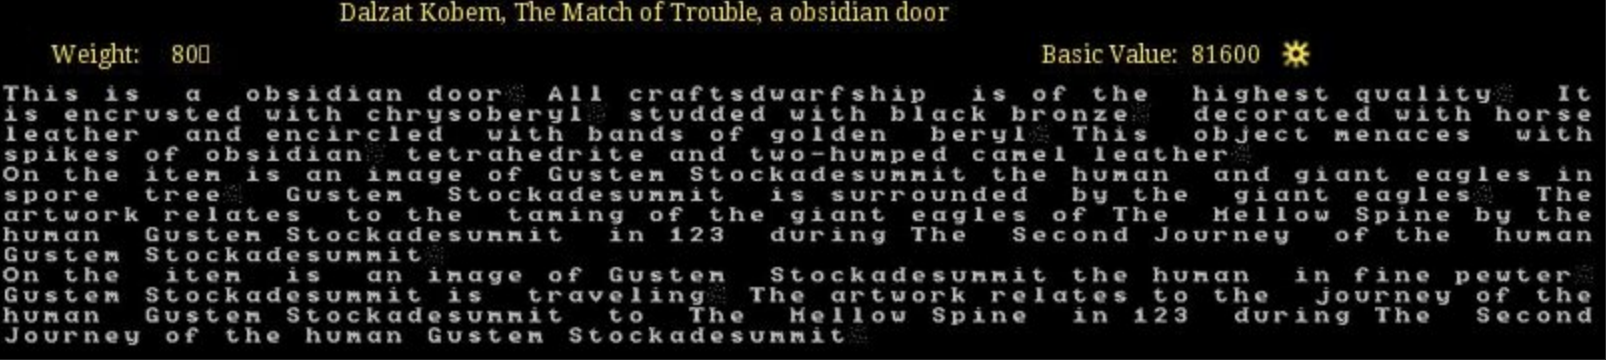 Dalzat Kobem, The Match of Trouble, a obsidian door
Weight: 80▯ Basic Value: 81600 ☼
This is a obsidian door░ All craftsdwarfship is of the highest quality░ It
is encrusted with chrysoberyl░ studded with black bronze░ decorated with horse
leather and encircled with bands of golden beryl░ This object menaces with
spikes of obsidian░ tetrahedrite and two-humped camel leather░
On the item is an image of Gustem Stockadesummit the human and giant eagles in
spore tree░ Gustem Stockadesummit is surrounded by the giant eagles░ The
artwork relates to the taming of the giant eagles of The Mellow Spine by the
human Gustem Stockadesummit in 123 during The Second Journey of the human
Gustem Stockadesummit░
On the item is an image of Gustem Stockadesummit the human in fine pewter░
Gustem Stockadesummit is traveling░ The artwork relates to the journey of the
human Gustem Stockadesummit to The Mellow Spine in 123 during The Second
Journey of the human Gustem Stockadesummit░